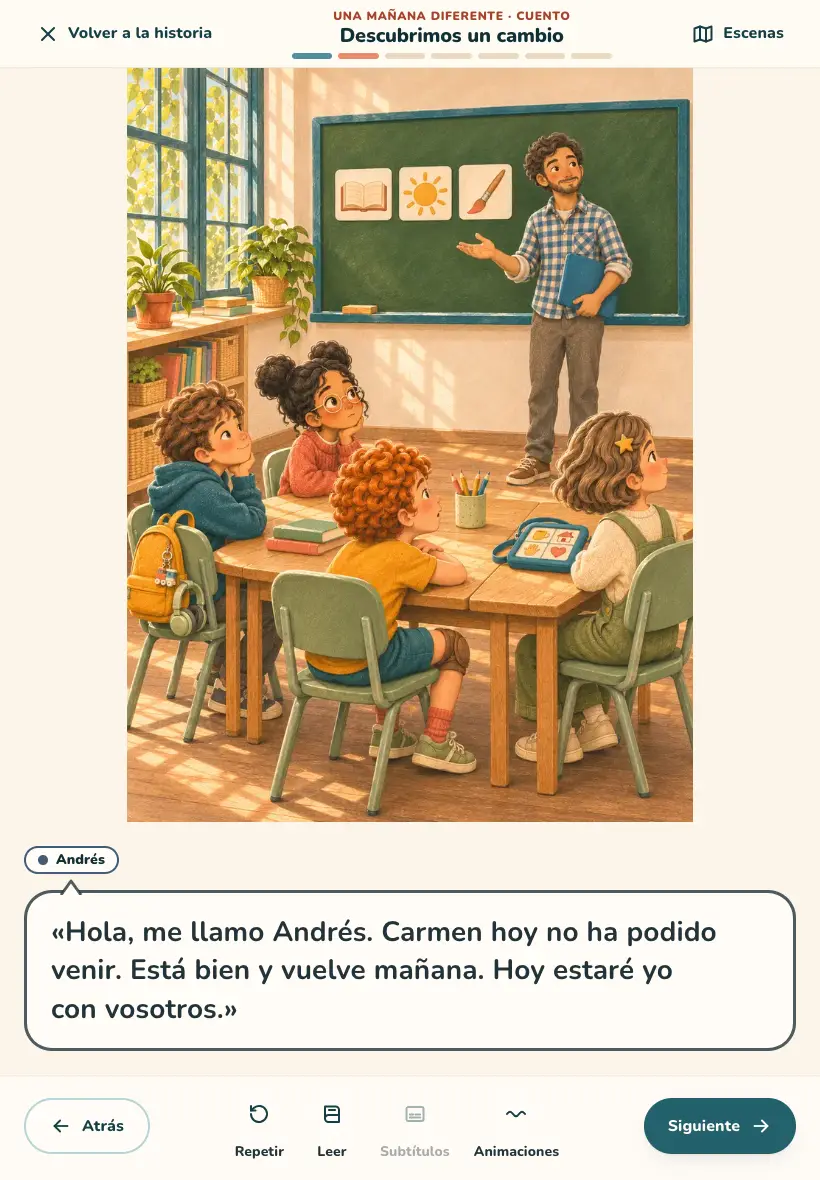 Volver a la historia
UNA MAÑANA DIFERENTE · CUENTO
Descubrimos un cambio
Escenas
Andrés
«Hola, me llamo Andrés. Carmen hoy no ha podido
venir. Está bien y vuelve mañana. Hoy estaré yo
con vosotros.»
Atrás
Repetir
Leer
Subtítulos
Animaciones
Siguiente